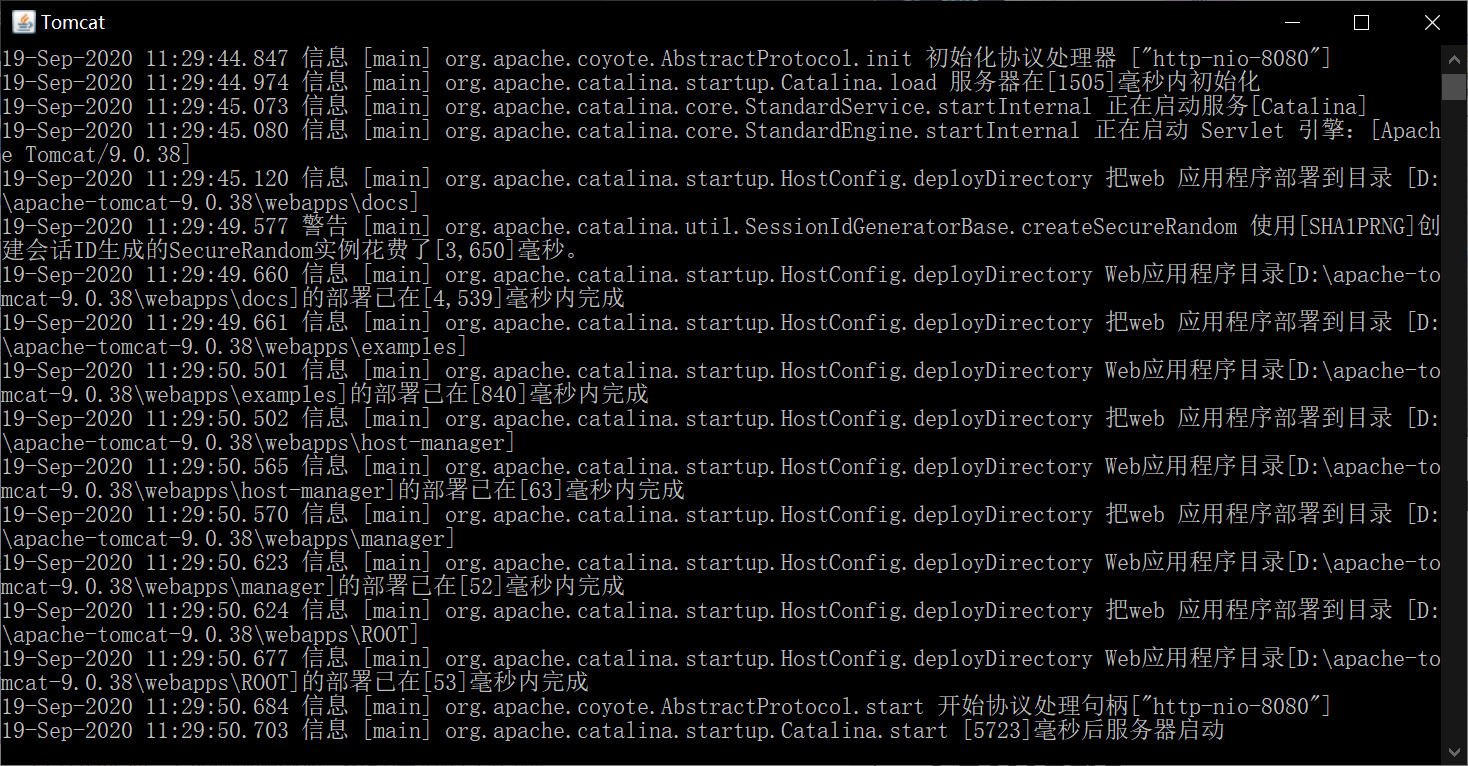 Tomcat
19-Sep-2020 11:29:44.847 信息 [main] org.apache.coyote.AbstractProtocol.init 初始化协议处理器 ["http-nio-8080"]
19-Sep-2020 11:29:44.974 信息 [main] org.apache.catalina.startup.Catalina.load 服务器在[1505]毫秒内初始化
19-Sep-2020 11:29:45.073 信息 [main] org.apache.catalina.core.StandardService.startInternal 正在启动服务[Catalina]
19-Sep-2020 11:29:45.080 信息 [main] org.apache.catalina.core.StandardEngine.startInternal 正在启动 Servlet 引擎：[Apach
e Tomcat/9.0.38]
19-Sep-2020 11:29:45.120 信息 [main] org.apache.catalina.startup.HostConfig.deployDirectory 把web 应用程序部署到目录 [D:
\apache-tomcat-9.0.38\webapps\docs]
19-Sep-2020 11:29:49.577 警告 [main] org.apache.catalina.util.SessionIdGeneratorBase.createSecureRandom 使用[SHA1PRNG]创
建会话ID生成的SecureRandom实例花费了[3,650]毫秒。
19-Sep-2020 11:29:49.660 信息 [main] org.apache.catalina.startup.HostConfig.deployDirectory Web应用程序目录[D:\apache-to
mcat-9.0.38\webapps\docs]的部署已在[4,539]毫秒内完成
19-Sep-2020 11:29:49.661 信息 [main] org.apache.catalina.startup.HostConfig.deployDirectory 把web 应用程序部署到目录 [D:
\apache-tomcat-9.0.38\webapps\examples]
19-Sep-2020 11:29:50.501 信息 [main] org.apache.catalina.startup.HostConfig.deployDirectory Web应用程序目录[D:\apache-to
mcat-9.0.38\webapps\examples]的部署已在[840]毫秒内完成
19-Sep-2020 11:29:50.502 信息 [main] org.apache.catalina.startup.HostConfig.deployDirectory 把web 应用程序部署到目录 [D:
\apache-tomcat-9.0.38\webapps\host-manager]
19-Sep-2020 11:29:50.565 信息 [main] org.apache.catalina.startup.HostConfig.deployDirectory Web应用程序目录[D:\apache-to
mcat-9.0.38\webapps\host-manager]的部署已在[63]毫秒内完成
19-Sep-2020 11:29:50.570 信息 [main] org.apache.catalina.startup.HostConfig.deployDirectory 把web 应用程序部署到目录 [D:
\apache-tomcat-9.0.38\webapps\manager]
19-Sep-2020 11:29:50.623 信息 [main] org.apache.catalina.startup.HostConfig.deployDirectory Web应用程序目录[D:\apache-to
mcat-9.0.38\webapps\manager]的部署已在[52]毫秒内完成
19-Sep-2020 11:29:50.624 信息 [main] org.apache.catalina.startup.HostConfig.deployDirectory 把web 应用程序部署到目录 [D:
\apache-tomcat-9.0.38\webapps\ROOT]
19-Sep-2020 11:29:50.677 信息 [main] org.apache.catalina.startup.HostConfig.deployDirectory Web应用程序目录[D:\apache-to
mcat-9.0.38\webapps\ROOT]的部署已在[53]毫秒内完成
19-Sep-2020 11:29:50.684 信息 [main] org.apache.coyote.AbstractProtocol.start 开始协议处理句柄["http-nio-8080"]
19-Sep-2020 11:29:50.703 信息 [main] org.apache.catalina.startup.Catalina.start [5723]毫秒后服务器启动